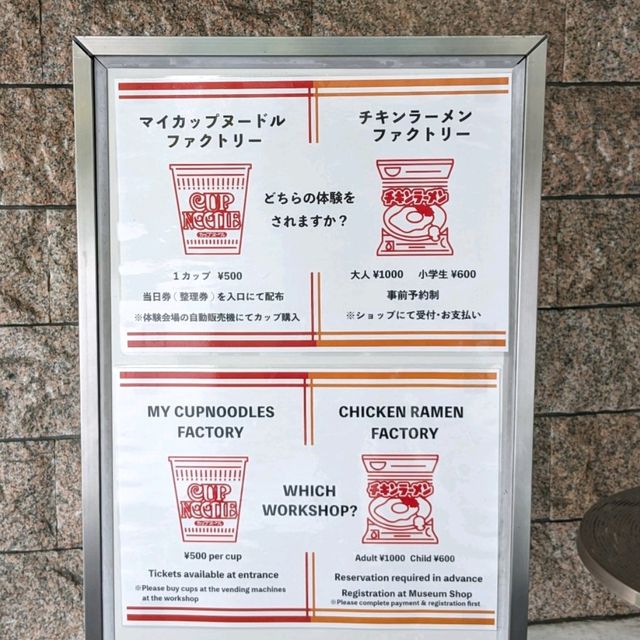 マイカップヌードル
ファクトリー
CUP
NOODLE
カップヌードル
どちらの体験を
されますか？
チキンラーメン
ファクトリー
チキンラーメン
1カップ ¥500
当日券（整理券）を入口にて配布
※体験会場の自動販売機にてカップ購入
大人 ¥1000 小学生 ¥600
事前予約制
※ショップにて受付・お支払い
MY CUPNOODLES
FACTORY
CUP
NOODLE
カップヌードル
WHICH
WORKSHOP?
CHICKEN RAMEN
FACTORY
チキンラーメン
¥500 per cup
Tickets available at entrance
※Please buy cups at the vending machines
at the workshop
Adult ¥1000 Child ¥600
Reservation required in advance
Registration at Museum Shop
※Please complete payment & registration first